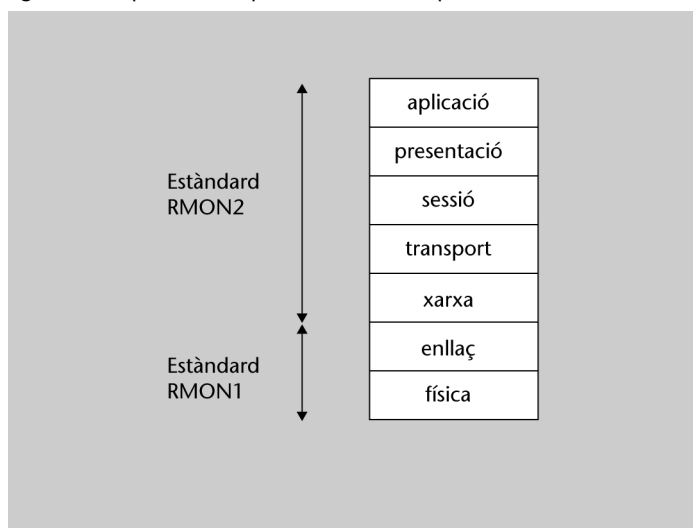 aplicació
presentació
Estàndard
RMON2
sessió
transport
xarxa
enllaç
Estàndard
RMON1
física